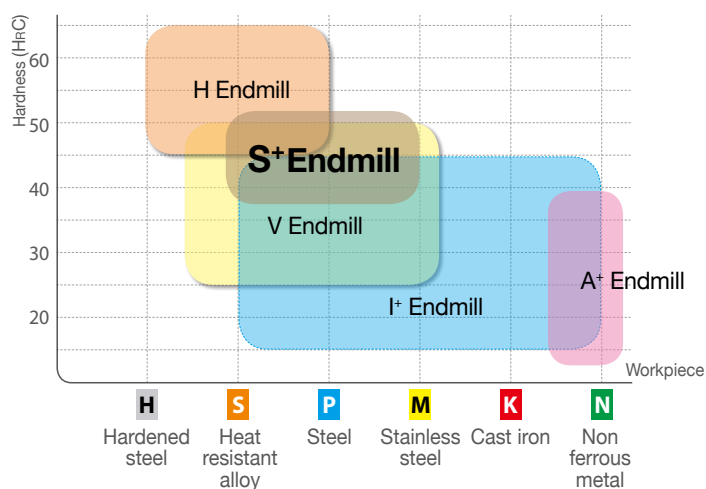 Hardness (HRC)
60
50
40
30
20
H Endmill
S+ Endmill
V Endmill
I+ Endmill
A+ Endmill
Workpiece
H
Hardened
steel
S
Heat
resistant
alloy
P
Steel
M
Stainless
steel
K
Cast iron
N
Non
ferrous
metal